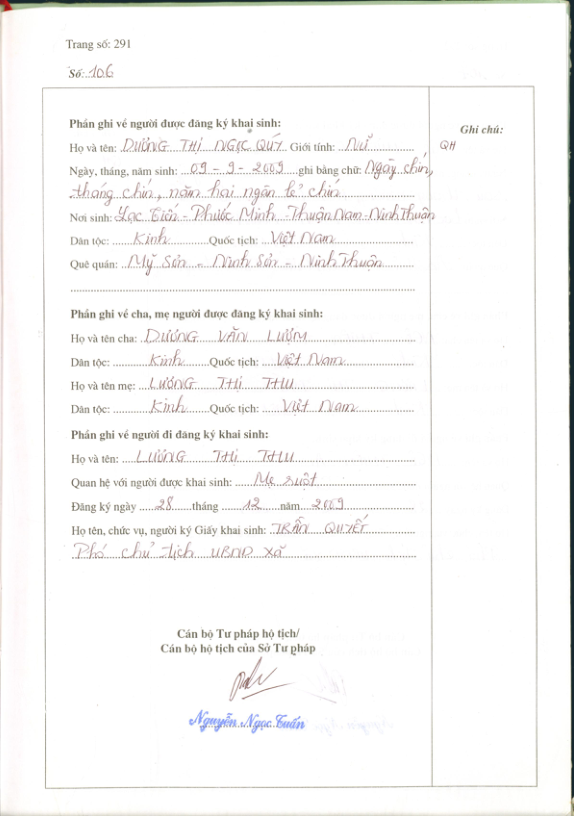 Trang số: 291
Số: 106
Phần ghi về người được đăng ký khai sinh:
Ghi chú:
Họ và tên: DƯƠNG THỊ NGỌC QUÝ Giới tính: NỮ
QH
Ngày, tháng, năm sinh: 09 - 9 - 2009 ghi bằng chữ: Ngày chín,
tháng chín, năm hai ngàn lẻ chín
Nơi sinh: Lạc Tiến - Phước Minh - Thuận Nam - Ninh Thuận
Dân tộc: Kinh Quốc tịch: Việt Nam
Quê quán: Mỹ Sơn - Ninh Sơn - Ninh Thuận
Phần ghi về cha, mẹ người được đăng ký khai sinh:
Họ và tên cha: DƯƠNG VĂN LƯỢM
Dân tộc: Kinh Quốc tịch: Việt Nam
Họ và tên mẹ: LƯƠNG THỊ THU
Dân tộc: Kinh Quốc tịch: Việt Nam
Phần ghi về người đi đăng ký khai sinh:
Họ và tên: LƯƠNG THỊ THU
Quan hệ với người được khai sinh: Mẹ ruột
Đăng ký ngày 28 tháng 12 năm 2009
Họ tên, chức vụ, người ký Giấy khai sinh: TRẦN QUYẾT
Phó chủ tịch UBND xã
Cán bộ Tư pháp hộ tịch/
Cán bộ hộ tịch của Sở Tư pháp
Nguyễn Ngọc Tuấn